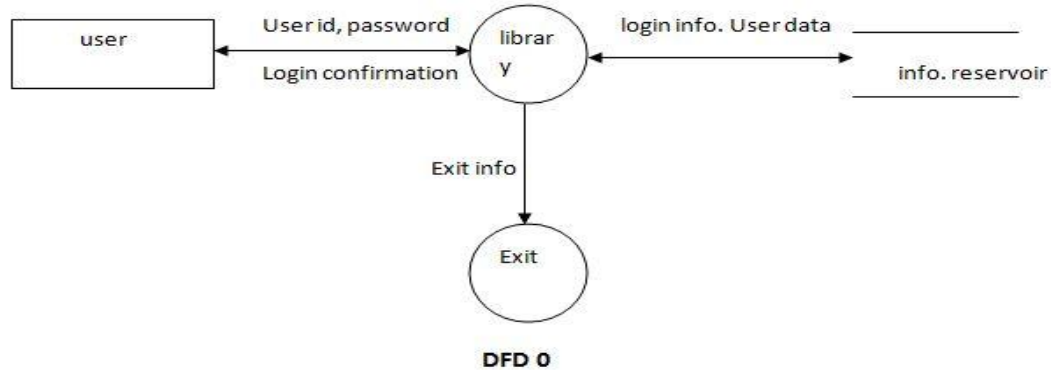 user
User id, password
Login confirmation
librar
y
login info. User data
info. reservoir
Exit info
Exit
DFD 0